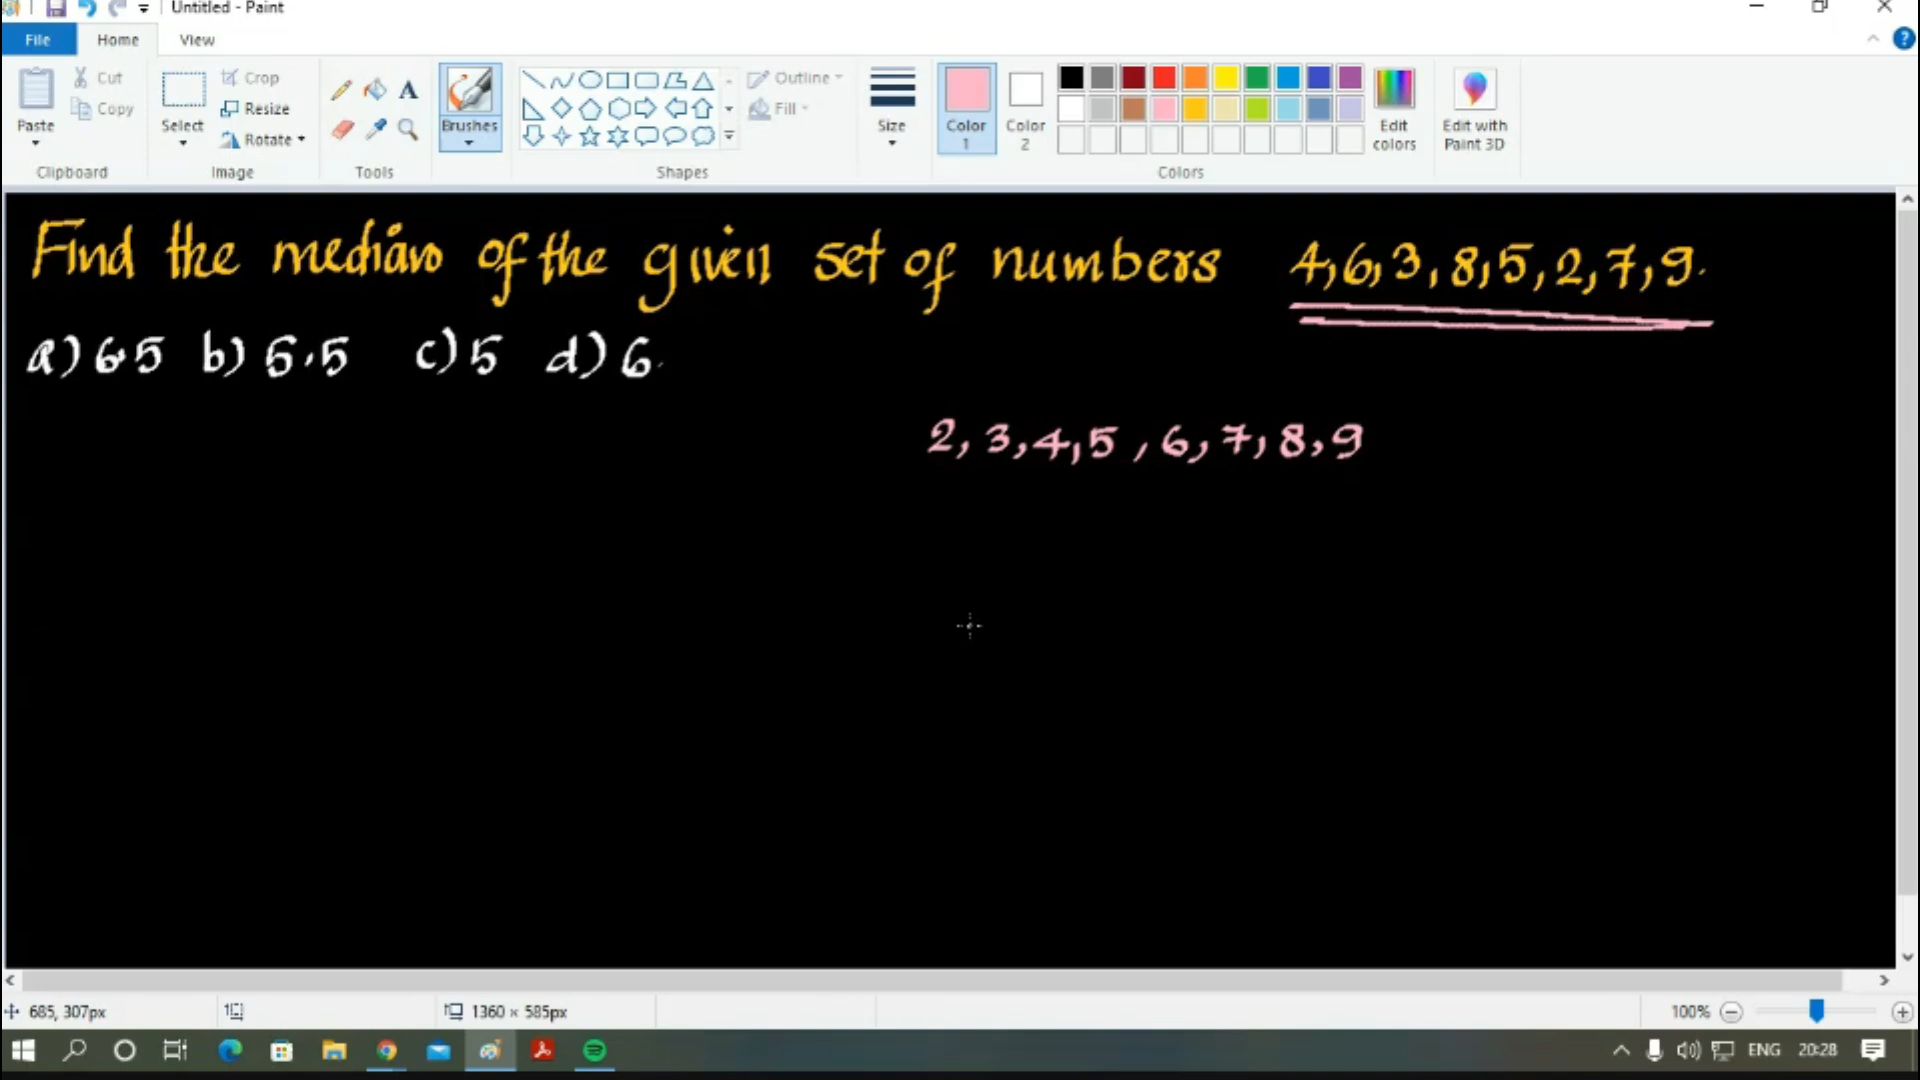 Untitled - Paint
File Home View
Cut Crop Outline
Copy Resize Fill
Paste Select Rotate Brushes Size Color 1 Color 2 Edit colors Edit with Paint 3D
Clipboard Image Tools Shapes Colors
Find the median of the given set of numbers 4,6,3,8,5,2,7,9.
a) 6.5 b) 5.5 c) 5 d) 6.
2,3,4,5,6,7,8,9
685, 307px 1360 × 585px 100%
ENG 20:28